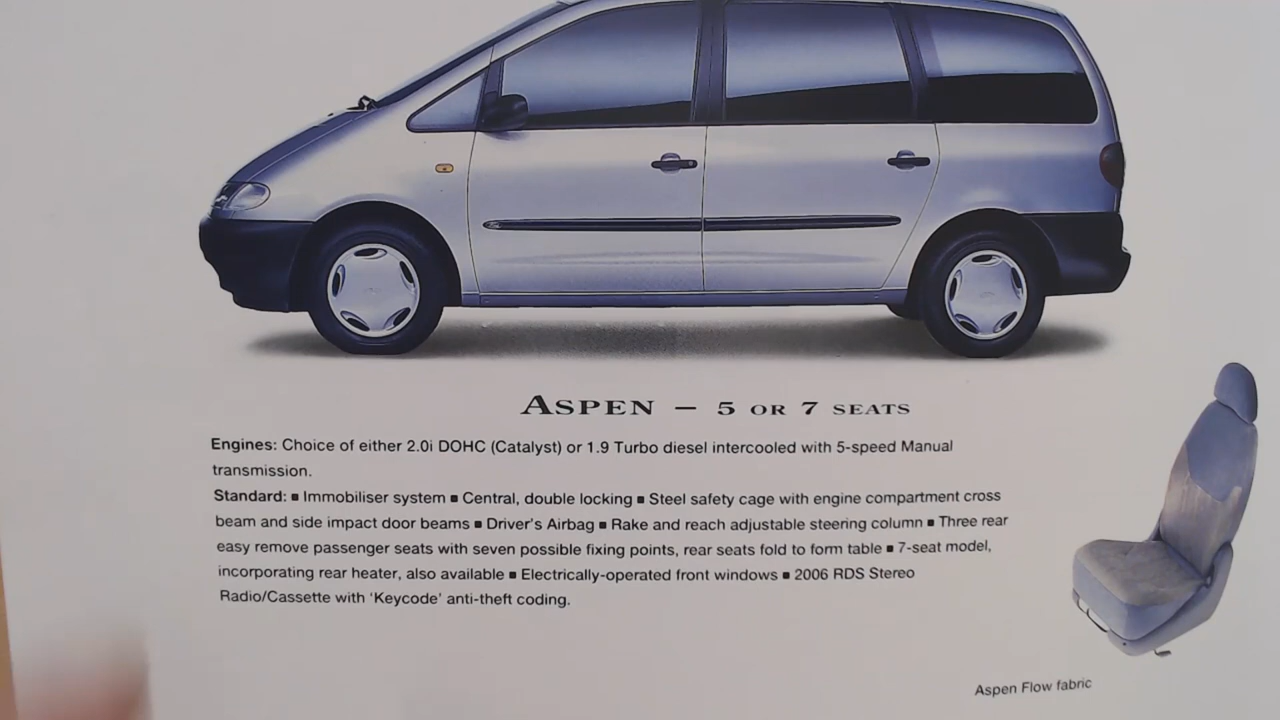 ASPEN – 5 OR 7 SEATS
Engines: Choice of either 2.0i DOHC (Catalyst) or 1.9 Turbo diesel intercooled with 5-speed Manual
transmission.
Standard: ■ Immobiliser system ■ Central, double locking ■ Steel safety cage with engine compartment cross
beam and side impact door beams ■ Driver's Airbag ■ Rake and reach adjustable steering column ■ Three rear
easy remove passenger seats with seven possible fixing points, rear seats fold to form table ■ 7-seat model,
incorporating rear heater, also available ■ Electrically-operated front windows ■ 2006 RDS Stereo
Radio/Cassette with 'Keycode' anti-theft coding.
Aspen Flow fabric